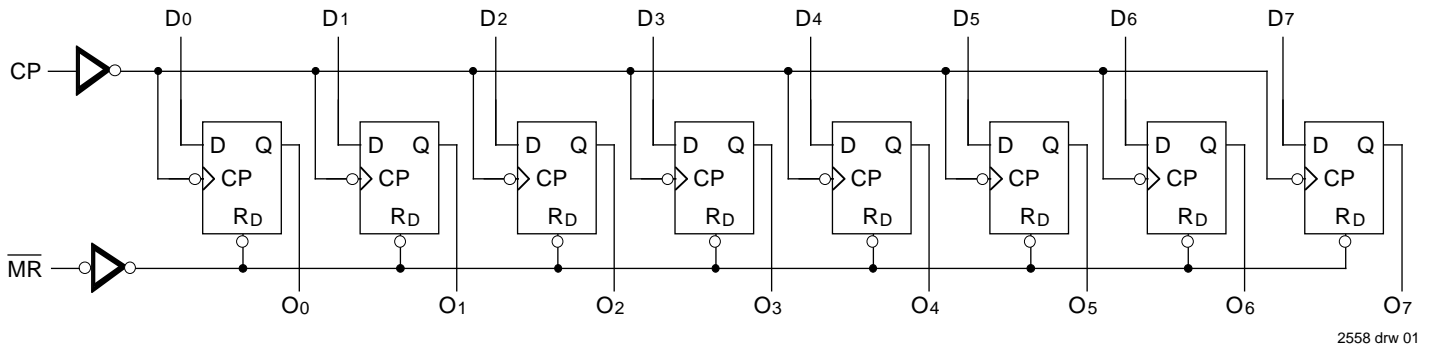 D0 D1 D2 D3 D4 D5 D6 D7
CP
D Q D Q D Q D Q D Q D Q D Q D Q
CP CP CP CP CP CP CP CP
RD RD RD RD RD RD RD RD
MR
O0 O1 O2 O3 O4 O5 O6 O7
2558 drw 01